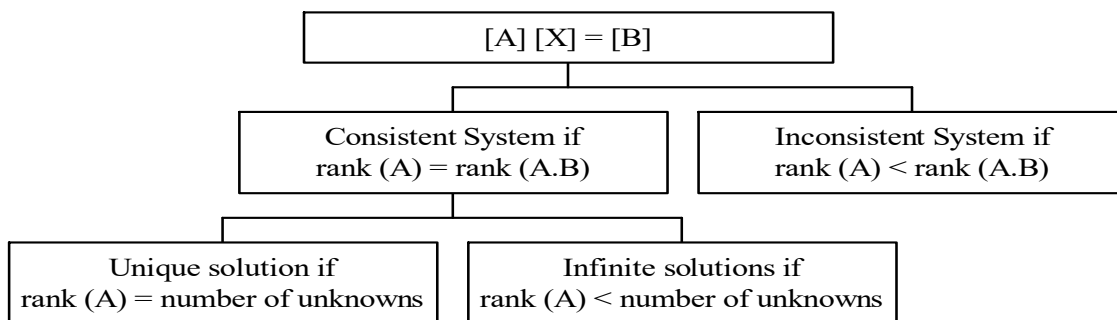 [A] [X] = [B]
Consistent System if
rank (A) = rank (A.B)
Inconsistent System if
rank (A) < rank (A.B)
Unique solution if
rank (A) = number of unknowns
Infinite solutions if
rank (A) < number of unknowns